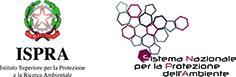 ISPRA
Istituto Superiore per la Protezione
e la Ricerca Ambientale
Sistema Nazionale
per la Protezione
dell'Ambiente